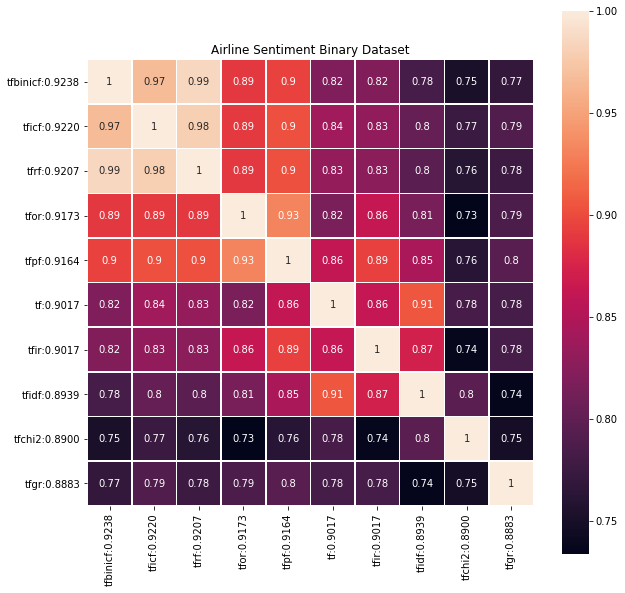 Airline Sentiment Binary Dataset
tfbinicf:0.9238 1 0.97 0.99 0.89 0.9 0.82 0.82 0.78 0.75 0.77
tficf:0.9220 0.97 1 0.98 0.89 0.9 0.84 0.83 0.8 0.77 0.79
tfrf:0.9207 0.99 0.98 1 0.89 0.9 0.83 0.83 0.8 0.76 0.78
tfor:0.9173 0.89 0.89 0.89 1 0.93 0.82 0.86 0.81 0.73 0.79
tfpf:0.9164 0.9 0.9 0.9 0.93 1 0.86 0.89 0.85 0.76 0.8
tf:0.9017 0.82 0.84 0.83 0.82 0.86 1 0.86 0.91 0.78 0.78
tfir:0.9017 0.82 0.83 0.83 0.86 0.89 0.86 1 0.87 0.74 0.78
tfidf:0.8939 0.78 0.8 0.8 0.81 0.85 0.91 0.87 1 0.8 0.74
tfchi2:0.8900 0.75 0.77 0.76 0.73 0.76 0.78 0.74 0.8 1 0.75
tfgr:0.8883 0.77 0.79 0.78 0.79 0.8 0.78 0.78 0.74 0.75 1
tfbinicf:0.9238
tficf:0.9220
tfrf:0.9207
tfor:0.9173
tfpf:0.9164
tf:0.9017
tfir:0.9017
tfidf:0.8939
tfchi2:0.8900
tfgr:0.8883
1.00
0.95
0.90
0.85
0.80
0.75